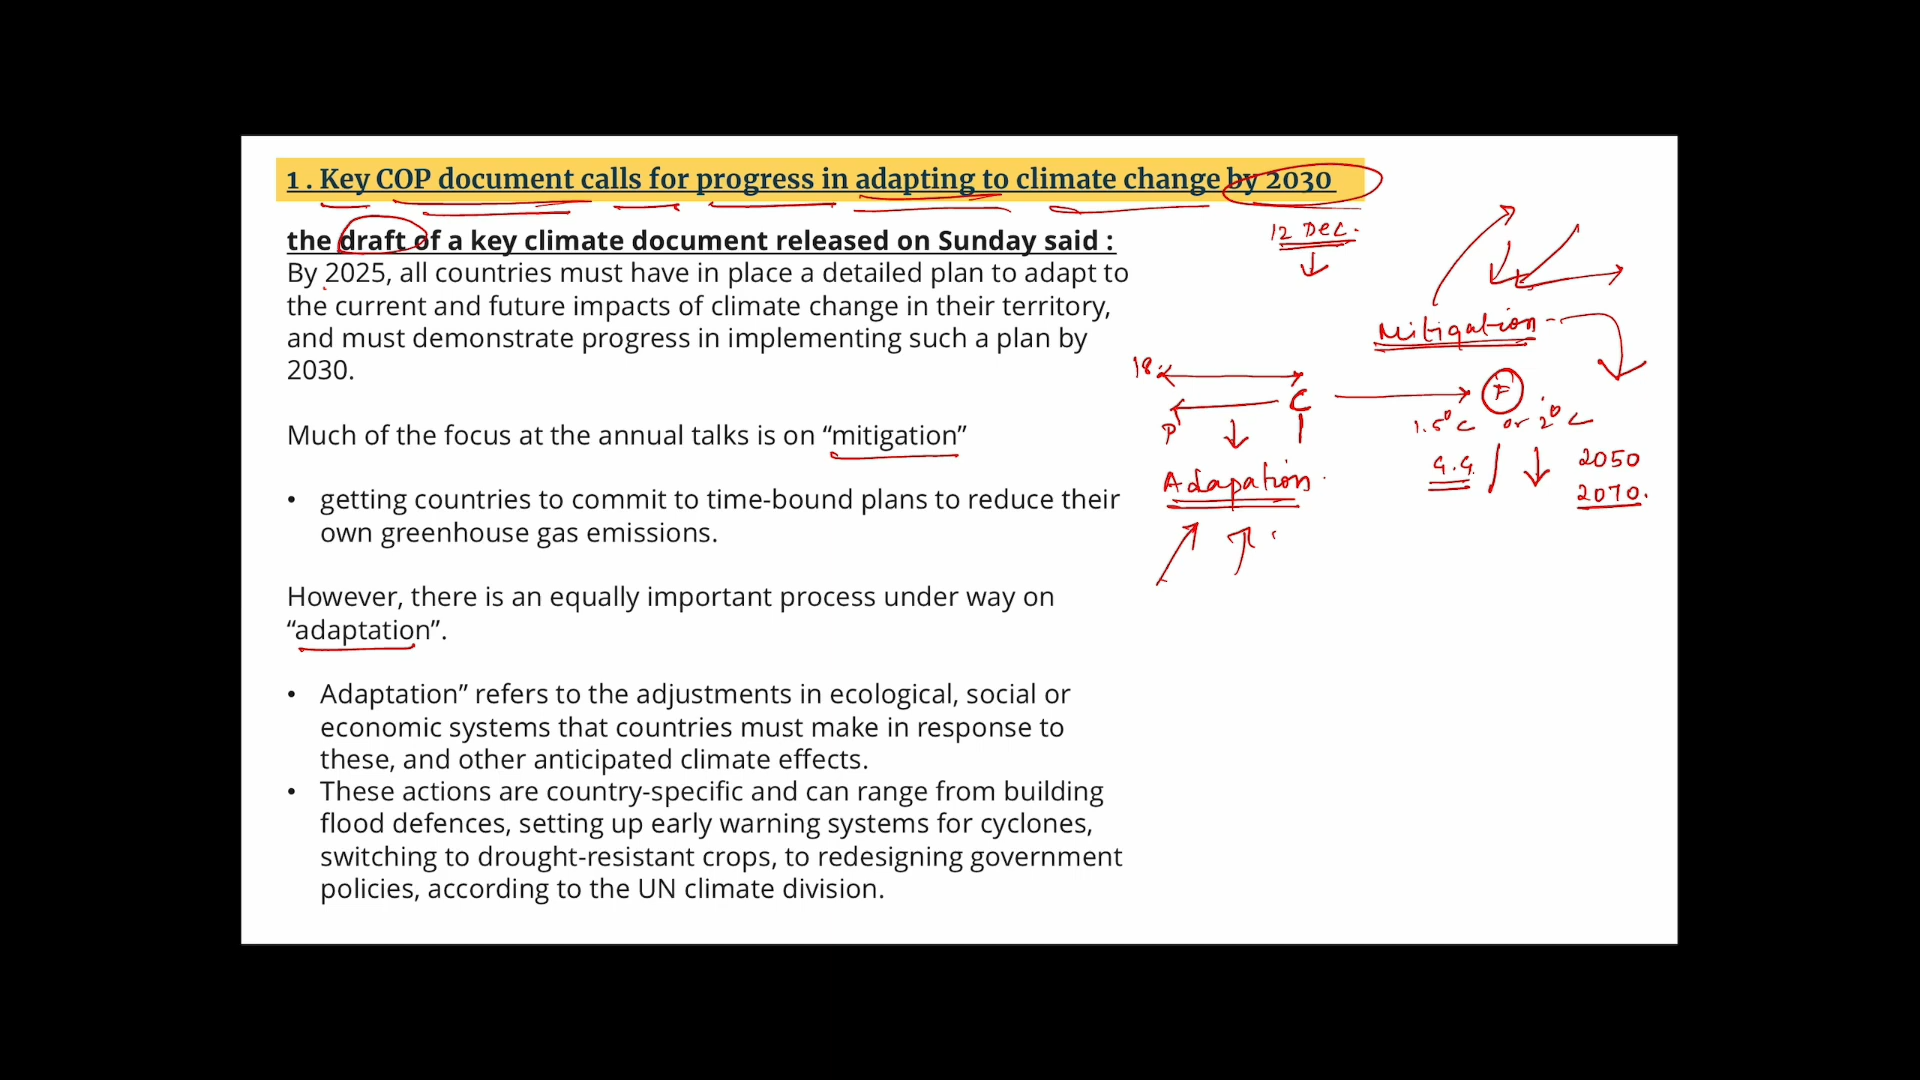 1 . Key COP document calls for progress in adapting to climate change by 2030
the draft of a key climate document released on Sunday said :
By 2025, all countries must have in place a detailed plan to adapt to
the current and future impacts of climate change in their territory,
and must demonstrate progress in implementing such a plan by
2030.
Much of the focus at the annual talks is on “mitigation”
• getting countries to commit to time-bound plans to reduce their
own greenhouse gas emissions.
However, there is an equally important process under way on
“adaptation”.
• Adaptation” refers to the adjustments in ecological, social or
economic systems that countries must make in response to
these, and other anticipated climate effects.
• These actions are country-specific and can range from building
flood defences, setting up early warning systems for cyclones,
switching to drought-resistant crops, to redesigning government
policies, according to the UN climate division.
12 Dec.
Mitigation
18
C
F
P
1.5°C or 2°C
Adapation
G.G.
2050
2070.